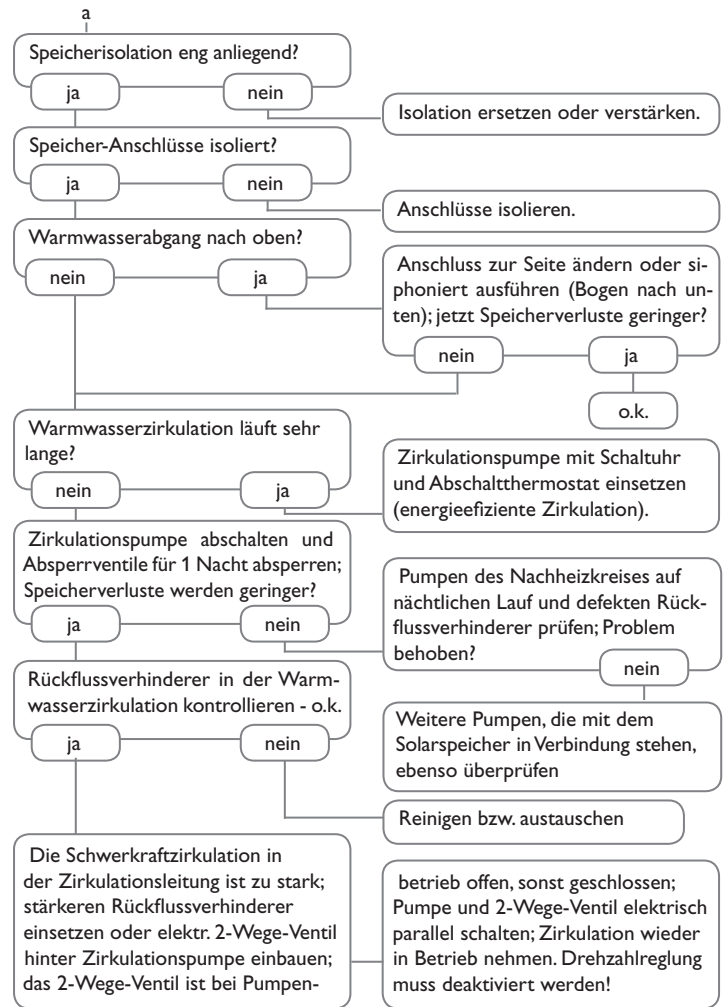 a
Speicherisolation eng anliegend?
ja
nein
Isolation ersetzen oder verstärken.
Speicher-Anschlüsse isoliert?
ja
nein
Anschlüsse isolieren.
Warmwasserabgang nach oben?
nein
ja
Anschluss zur Seite ändern oder si-
phoniert ausführen (Bogen nach un-
ten); jetzt Speicherverluste geringer?
nein
ja
o.k.
Warmwasserzirkulation läuft sehr
lange?
nein
ja
Zirkulationspumpe mit Schaltuhr
und Abschaltthermostat einsetzen
(energieefiziente Zirkulation).
Zirkulationspumpe abschalten und
Absperrventile für 1 Nacht absperren;
Speicherverluste werden geringer?
ja
nein
Pumpen des Nachheizkreises auf
nächtlichen Lauf und defekten Rück-
flussverhinderer prüfen; Problem
behoben?
nein
Weitere Pumpen, die mit dem
Solarspeicher in Verbindung stehen,
ebenso überprüfen
Rückflussverhinderer in der Warm-
wasserzirkulation kontrollieren - o.k.
ja
nein
Reinigen bzw. austauschen
Die Schwerkraftzirkulation in
der Zirkulationsleitung ist zu stark;
stärkeren Rückflussverhinderer
einsetzen oder elektr. 2-Wege-Ventil
hinter Zirkulationspumpe einbauen;
das 2-Wege-Ventil ist bei Pumpen-
betrieb offen, sonst geschlossen;
Pumpe und 2-Wege-Ventil elektrisch
parallel schalten; Zirkulation wieder
in Betrieb nehmen. Drehzahlreglung
muss deaktiviert werden!